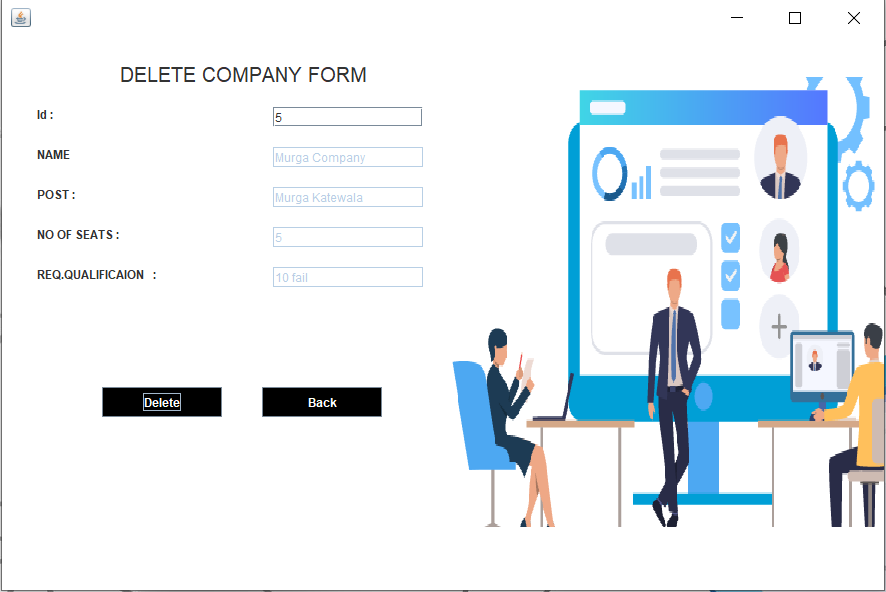 DELETE COMPANY FORM
Id : 5
NAME Murga Company
POST : Murga Katewala
NO OF SEATS : 5
REQ.QUALIFICAION : 10 fail
Delete Back